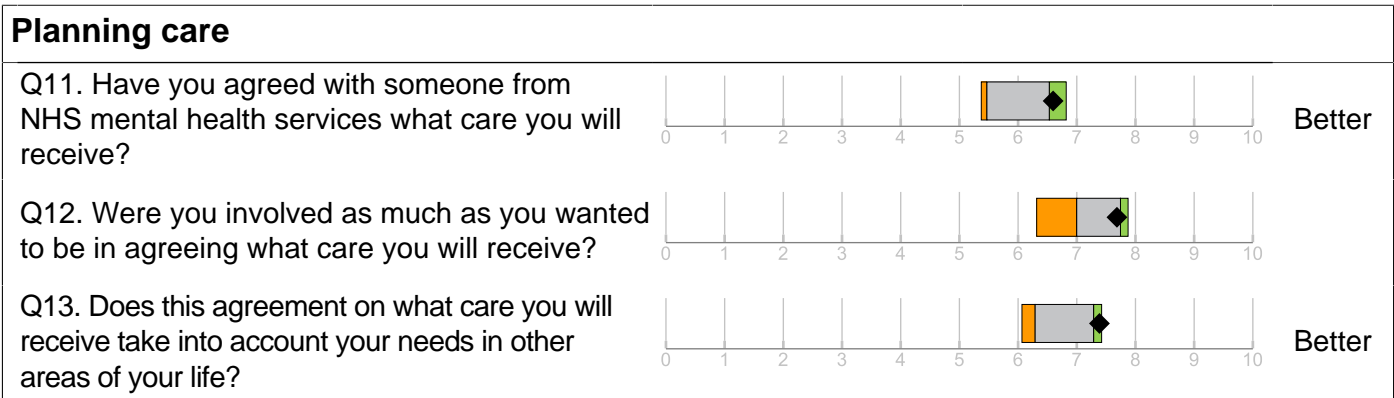 Planning care
Q11. Have you agreed with someone from
NHS mental health services what care you will
receive?
0 1 2 3 4 5 6 7 8 9 10
Better
Q12. Were you involved as much as you wanted
to be in agreeing what care you will receive?
0 1 2 3 4 5 6 7 8 9 10
Q13. Does this agreement on what care you will
receive take into account your needs in other
areas of your life?
0 1 2 3 4 5 6 7 8 9 10
Better